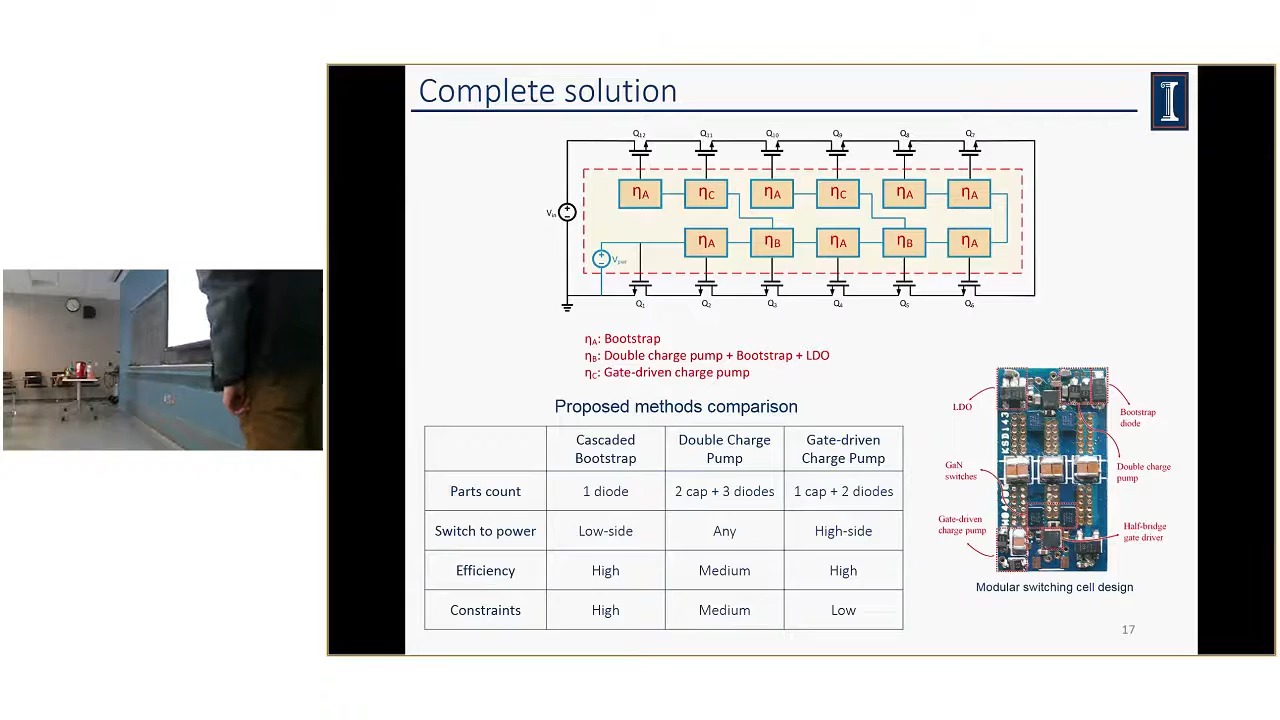 Complete solution
Q12 Q11 Q10 Q9 Q8 Q7
ηA ηC ηA ηC ηA ηA
Vin
ηA ηB ηA ηB ηA
Vpwr
Q1 Q2 Q3 Q4 Q5 Q6
ηA: Bootstrap
ηB: Double charge pump + Bootstrap + LDO
ηC: Gate-driven charge pump
Proposed methods comparison
Cascaded Bootstrap Double Charge Pump Gate-driven Charge Pump
Parts count 1 diode 2 cap + 3 diodes 1 cap + 2 diodes
Switch to power Low-side Any High-side
Efficiency High Medium High
Constraints High Medium Low
LDO
Bootstrap
diode
GaN
switches
Double charge
pump
Gate-driven
charge pump
Half-bridge
gate driver
KSD143
Modular switching cell design
17